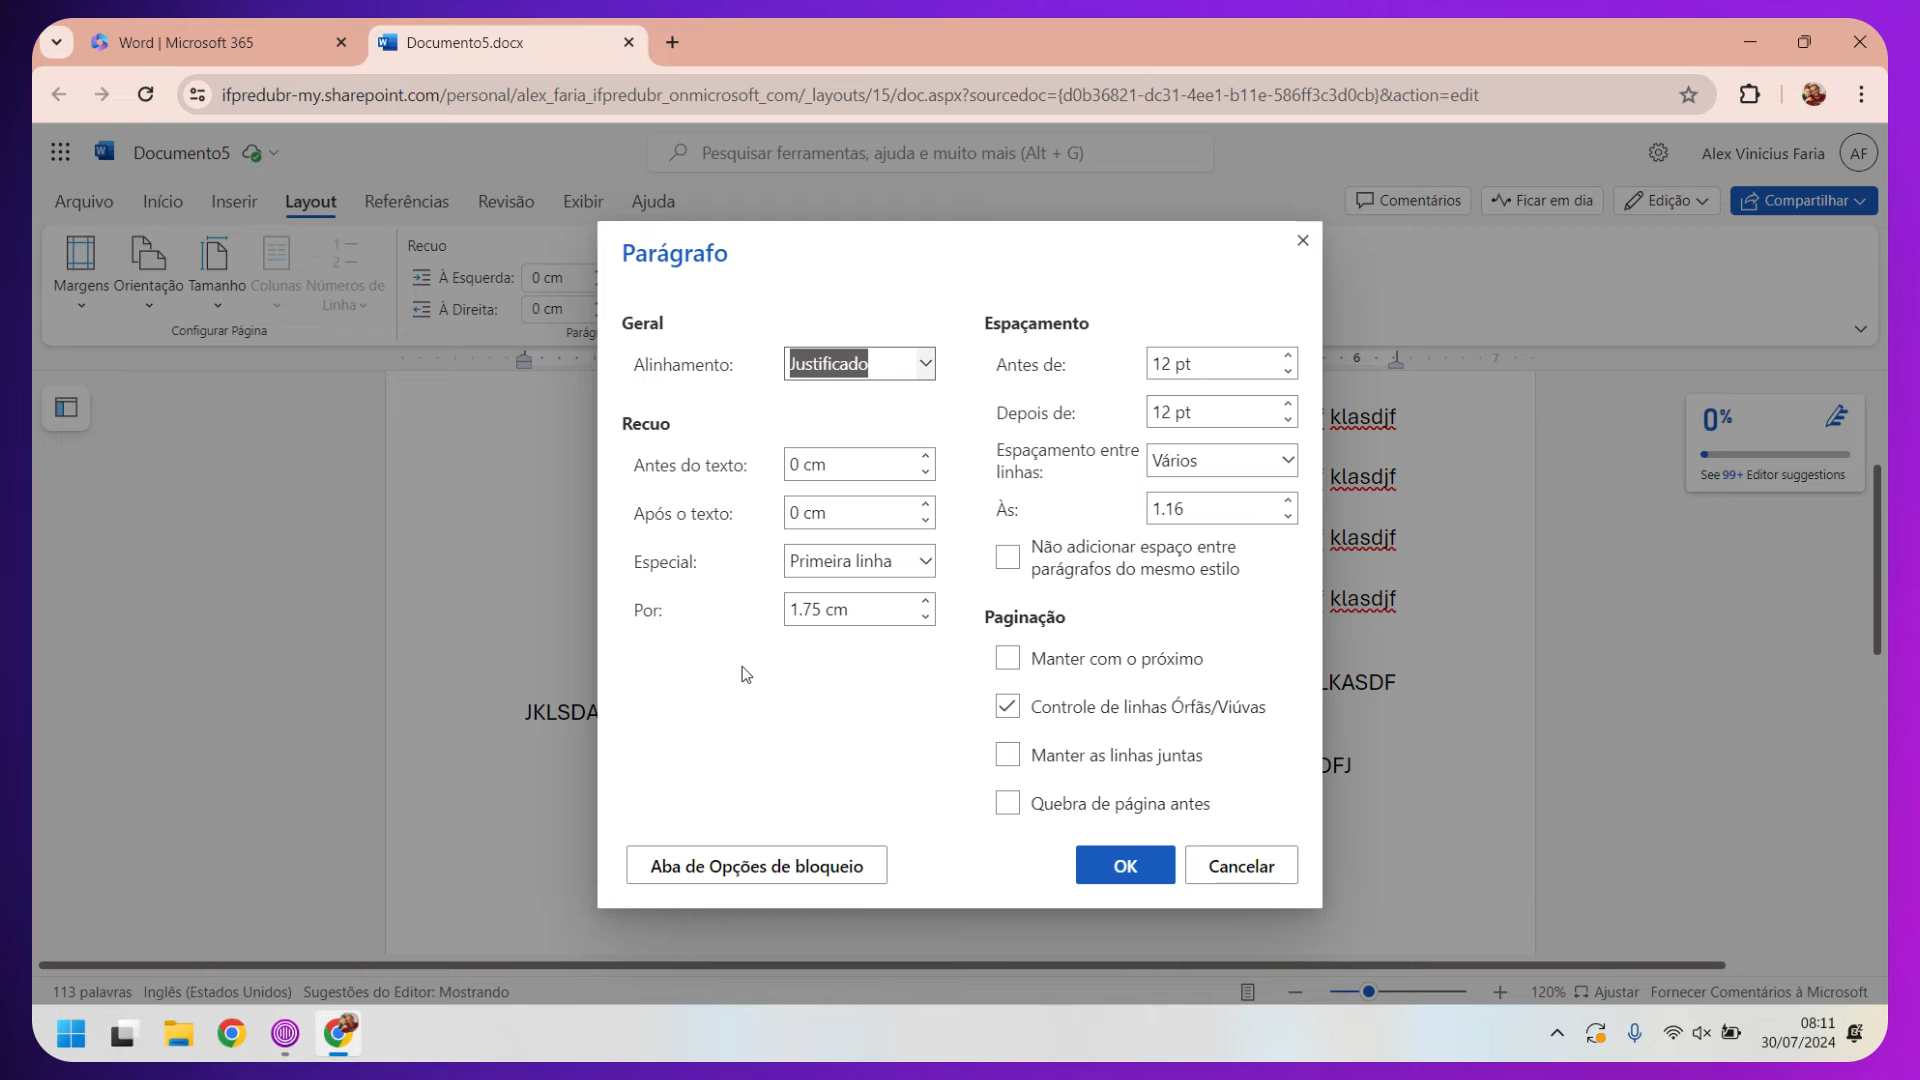 Word | Microsoft 365
Documento5.docx
ifpredubr-my.sharepoint.com/personal/alex_faria_ifpredubr_onmicrosoft_com/_layouts/15/doc.aspx?sourcedoc={d0b36821-dc31-4ee1-b11e-586ff3c3d0cb}&action=edit
Documento5
Pesquisar ferramentas, ajuda e muito mais (Alt + G)
Alex Vinicius Faria
AF
Arquivo
Início
Inserir
Layout
Referências
Revisão
Exibir
Ajuda
Comentários
Ficar em dia
Edição
Compartilhar
Margens
Orientação
Tamanho
Colunas
Números de Linha
Configurar Página
Recuo
À Esquerda: 0 cm
À Direita: 0 cm
Parág
6
7
Parágrafo
Geral
Alinhamento: Justificado
Recuo
Antes do texto: 0 cm
Após o texto: 0 cm
Especial: Primeira linha
Por: 1.75 cm
Espaçamento
Antes de: 12 pt
Depois de: 12 pt
Espaçamento entre linhas: Vários
Às: 1.16
Não adicionar espaço entre
parágrafos do mesmo estilo
Paginação
Manter com o próximo
Controle de linhas Órfãs/Viúvas
Manter as linhas juntas
Quebra de página antes
Aba de Opções de bloqueio
OK
Cancelar
klasdjf
klasdjf
klasdjf
klasdjf
LKASDF
JKLSDA
DFJ
0%
See 99+ Editor suggestions
113 palavras
Inglês (Estados Unidos)
Sugestões do Editor: Mostrando
120%
Ajustar
Fornecer Comentários à Microsoft
08:11
30/07/2024